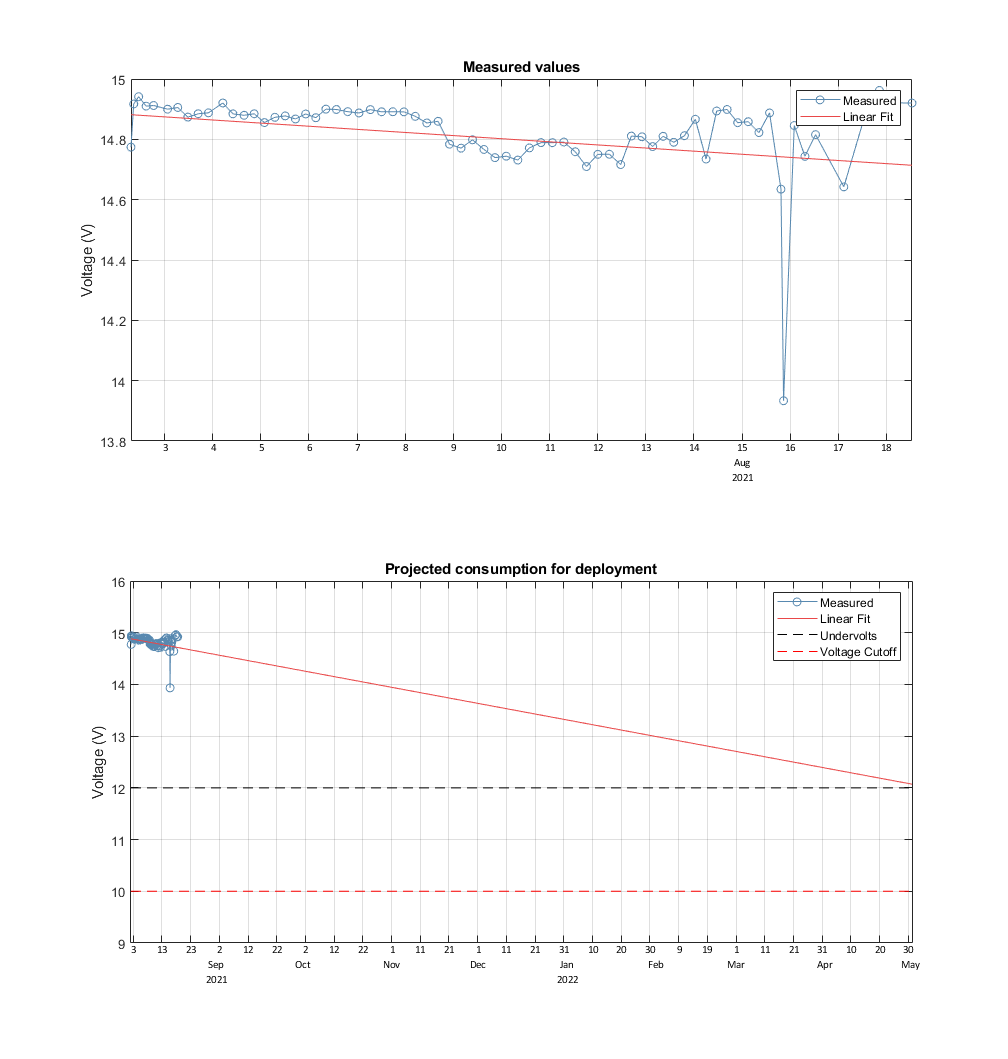 Measured values
15
14.8
14.6
14.4
14.2
14
13.8
Voltage (V)
Measured
Linear Fit
3 4 5 6 7 8 9 10 11 12 13 14 15 16 17 18
Aug
2021
Projected consumption for deployment
16
15
14
13
12
11
10
9
Voltage (V)
Measured
Linear Fit
Undervolts
Voltage Cutoff
3 13 23 2 12 22 2 12 22 1 11 21 1 11 21 31 10 20 30 9 19 1 11 21 31 10 20 30
Sep Oct Nov Dec Jan Feb Mar Apr May
2021 2022